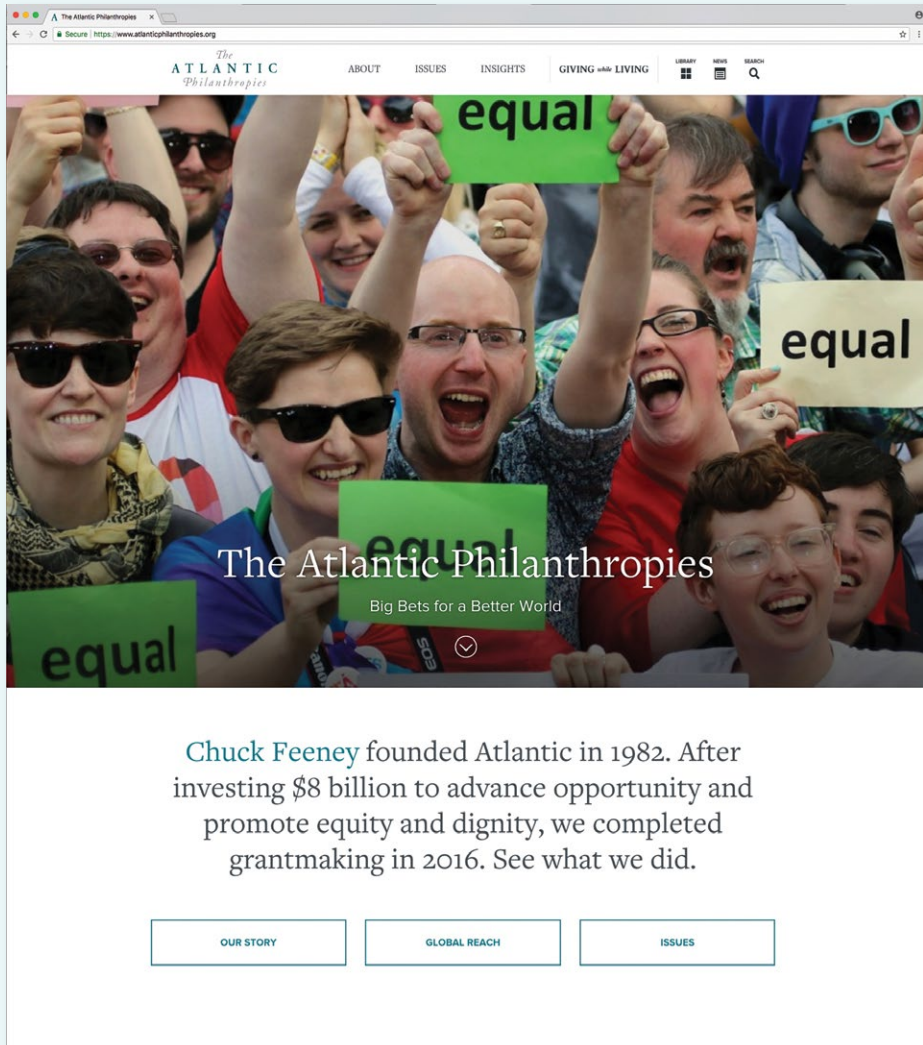 The Atlantic Philanthropies
Secure https://www.atlanticphilanthropies.org
The
ATLANTIC
Philanthropies
ABOUT ISSUES INSIGHTS GIVING while LIVING LIBRARY NEWS SEARCH
equal
equal
equal
The Atlantic Philanthropies
Big Bets for a Better World
EOS
Canon
equal
Chuck Feeney founded Atlantic in 1982. After
investing $8 billion to advance opportunity and
promote equity and dignity, we completed
grantmaking in 2016. See what we did.
OUR STORY GLOBAL REACH ISSUES